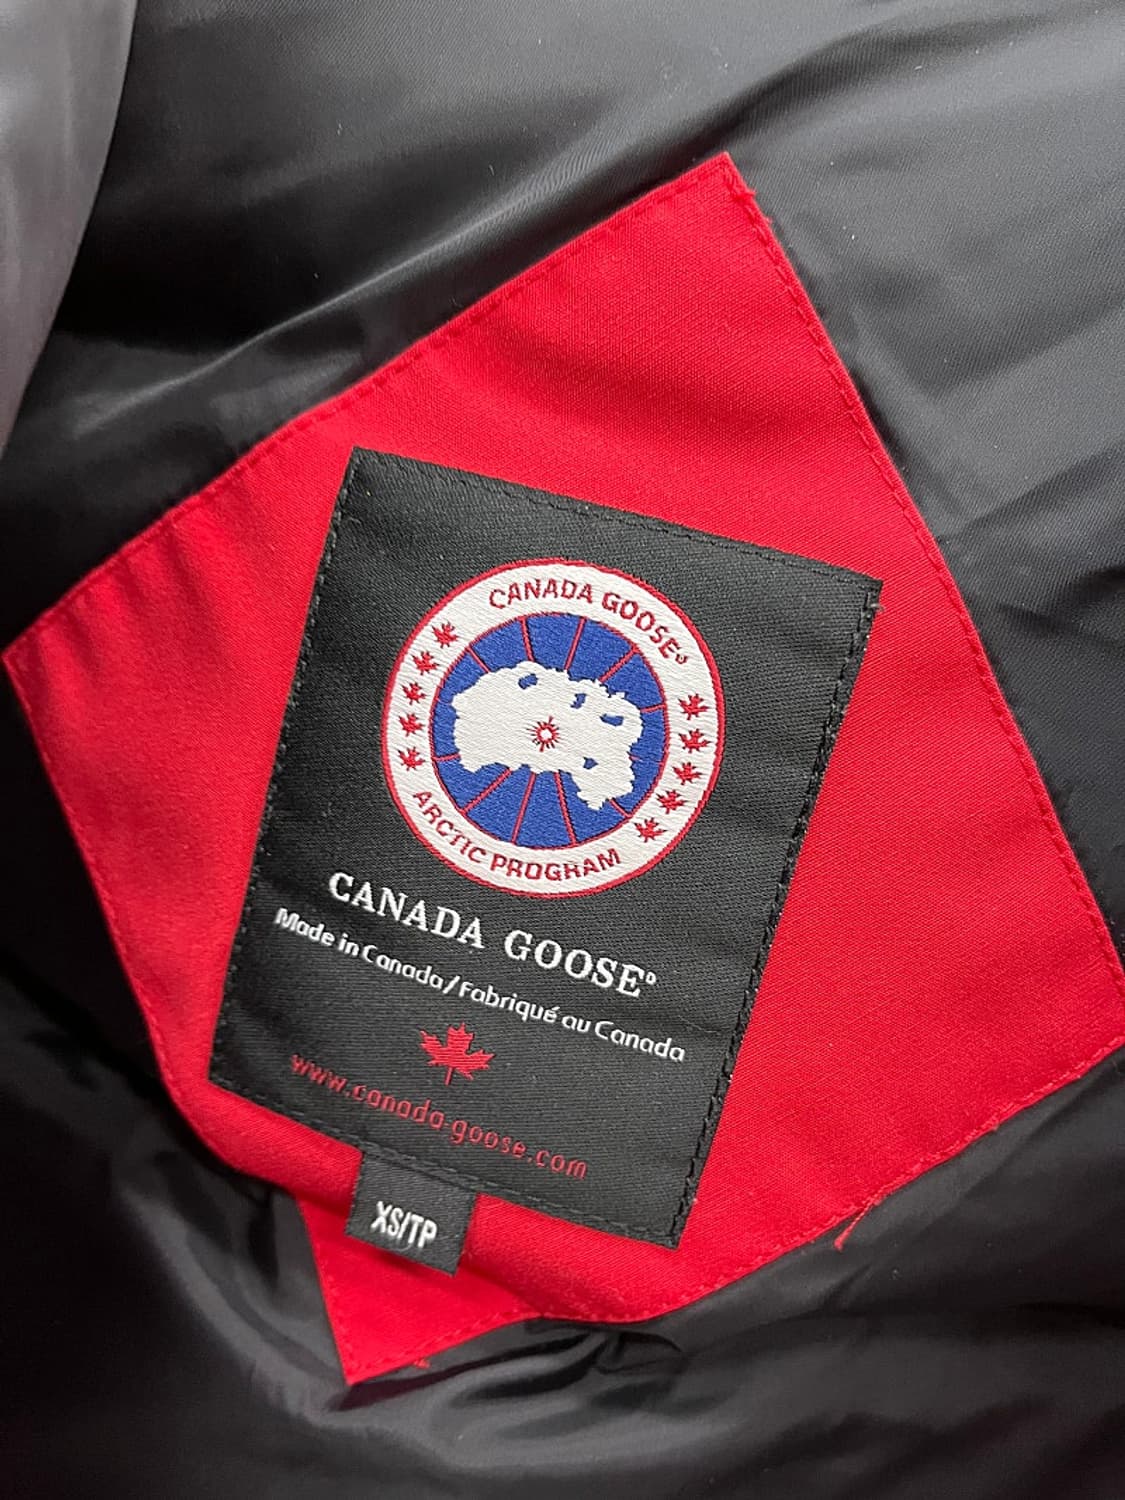 CANADA GOOSE®
ARCTIC PROGRAM
CANADA GOOSE®
Made in Canada/Fabriqué au Canada
www.canada-goose.com
XS/TP